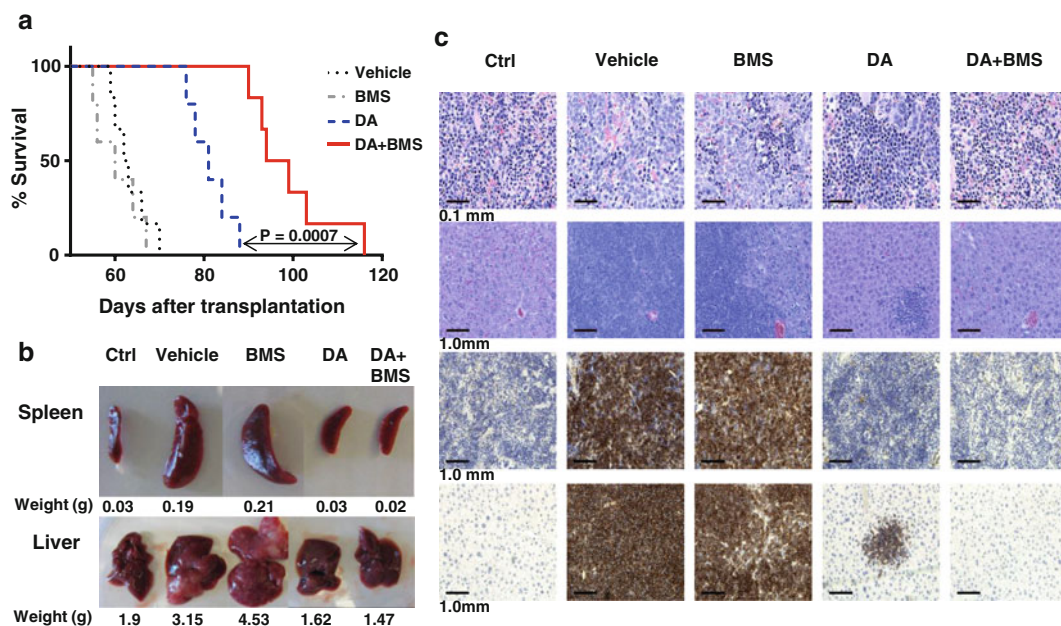 a
100
50
0
% Survival
60 80 100 120
Days after transplantation
Vehicle
BMS
DA
DA+BMS
P = 0.0007
b
Ctrl Vehicle BMS DA DA+
BMS
Spleen
Weight (g) 0.03 0.19 0.21 0.03 0.02
Liver
Weight (g) 1.9 3.15 4.53 1.62 1.47
c
Ctrl Vehicle BMS DA DA+BMS
0.1 mm
1.0mm
1.0 mm
1.0mm